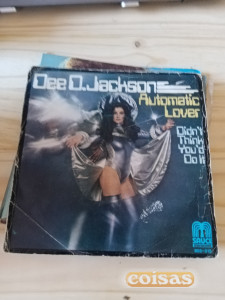 Dee D. Jackson
Automatic
Lover
Didn't
Think
You'd
Do It
coisas